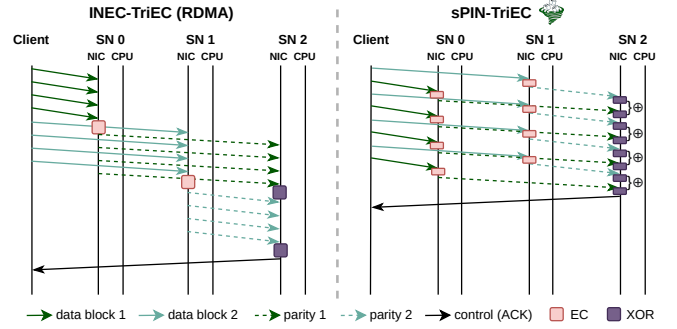 INEC-TriEC (RDMA)
Client
SN 0
SN 1
SN 2
NIC CPU
NIC CPU
NIC CPU
sPIN-TriEC
Client
SN 0
SN 1
SN 2
NIC CPU
NIC CPU
NIC CPU
⊕
⊕
⊕
⊕
data block 1
data block 2
parity 1
parity 2
control (ACK)
EC
XOR